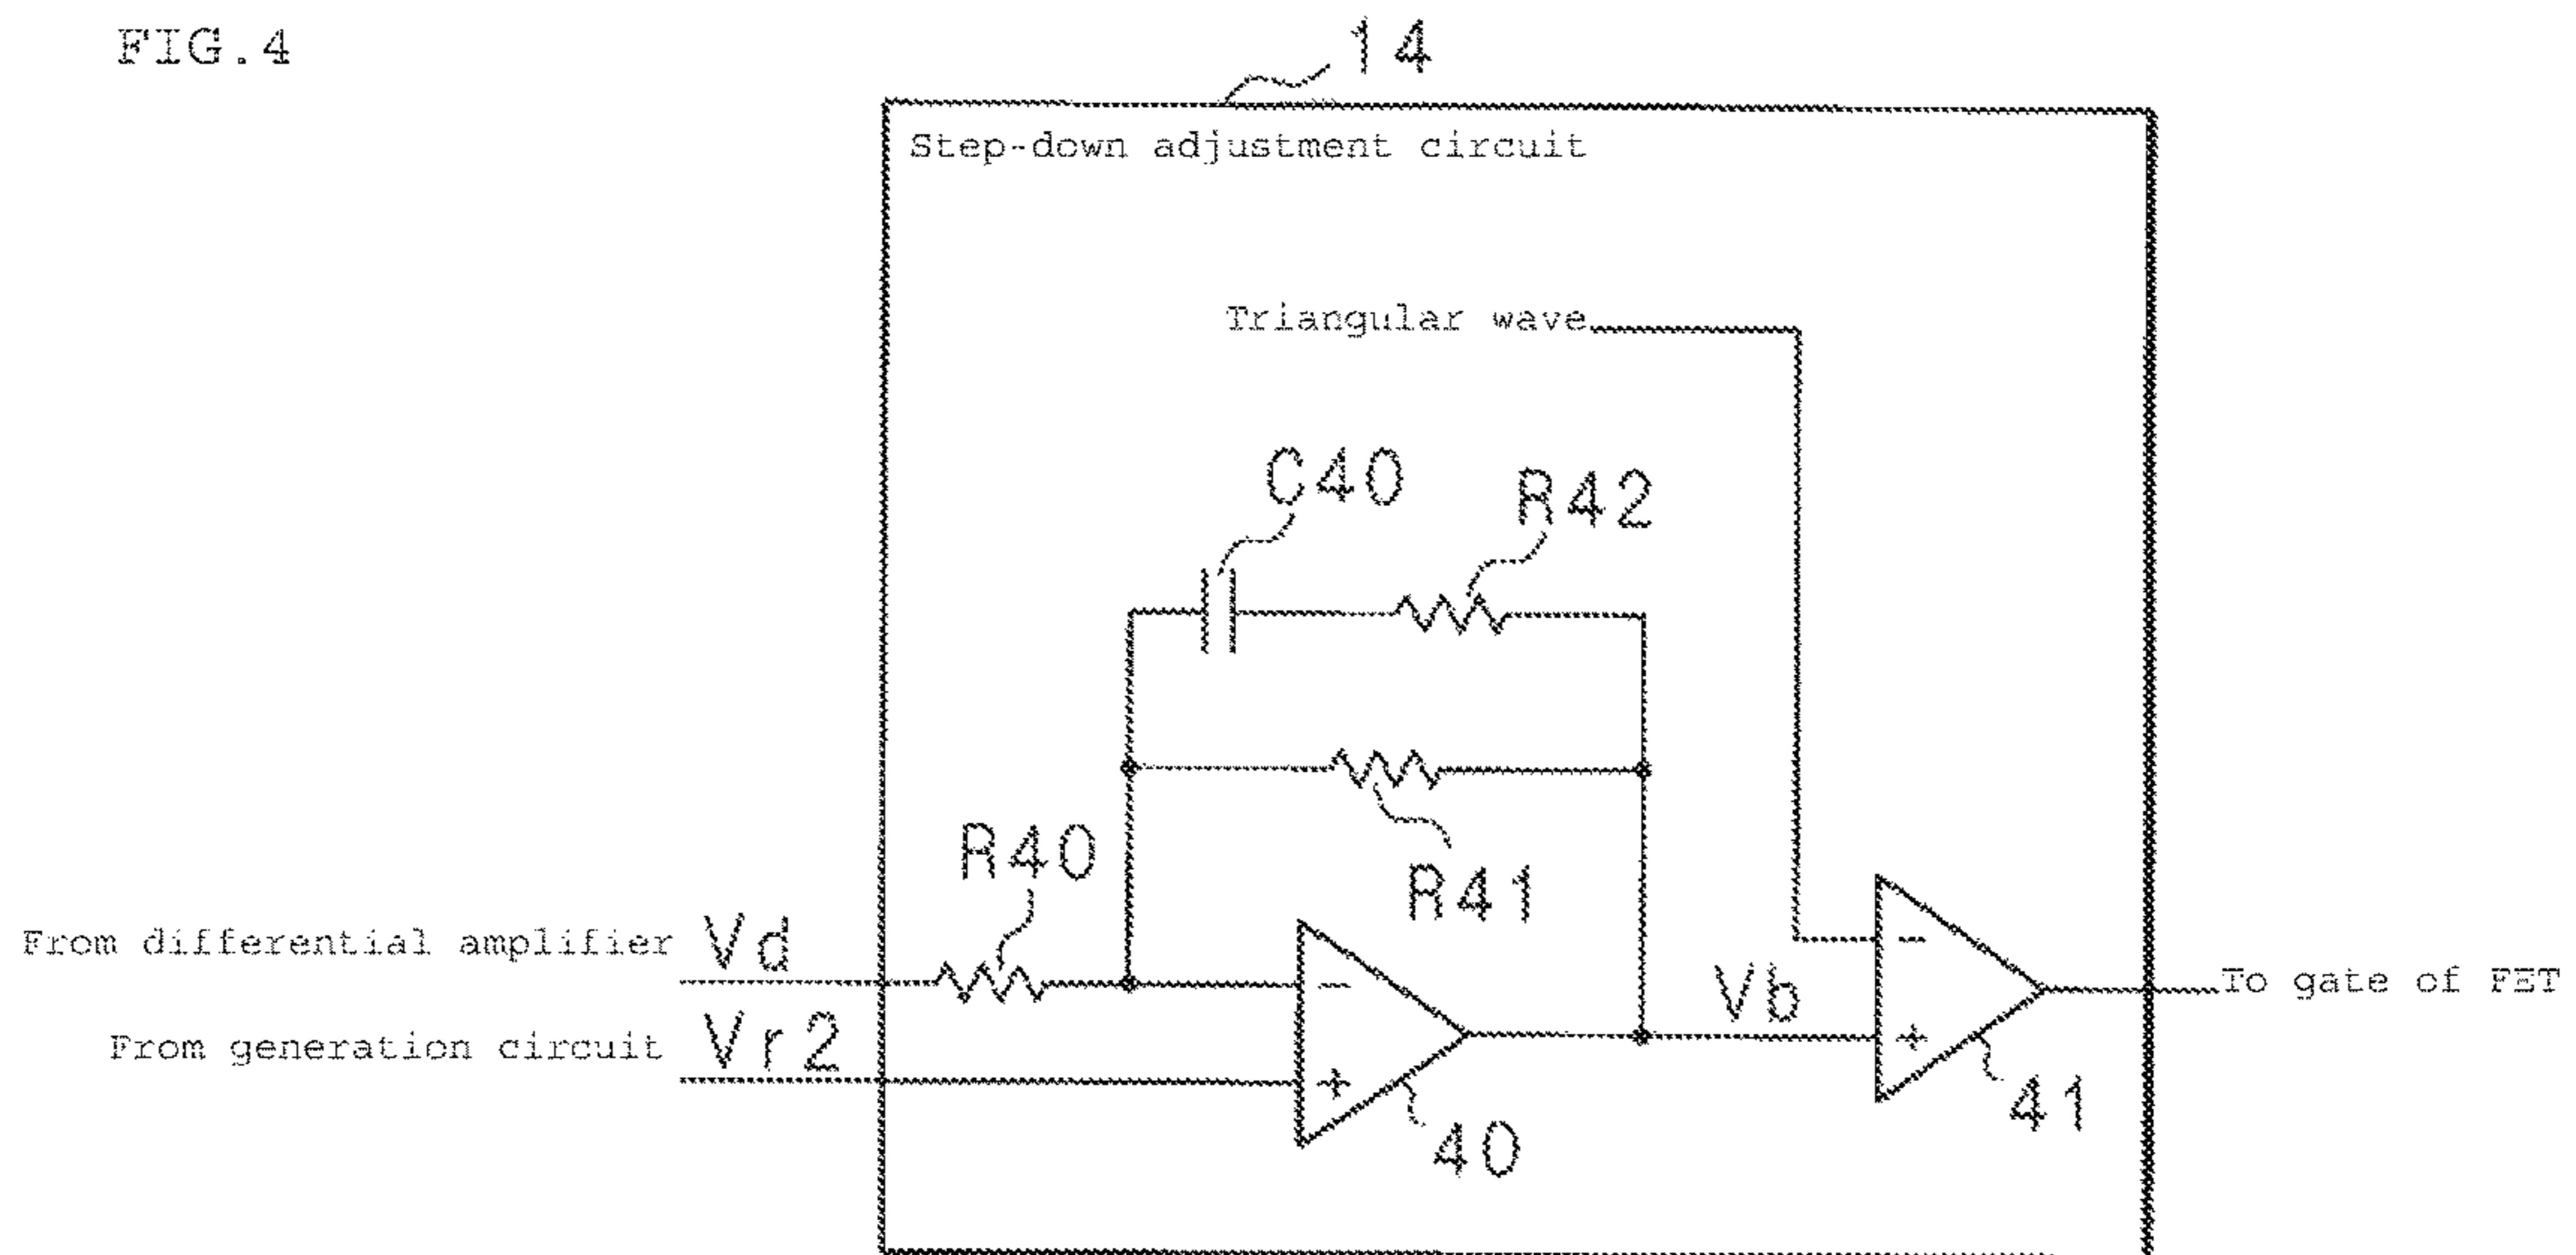 FIG.4
14
Step-down adjustment circuit
Triangular wave
C40
R42
R40
R41
From differential amplifier Vd
From generation circuit Vr2
Vb
-
+
-
+
To gate of FET
40
41